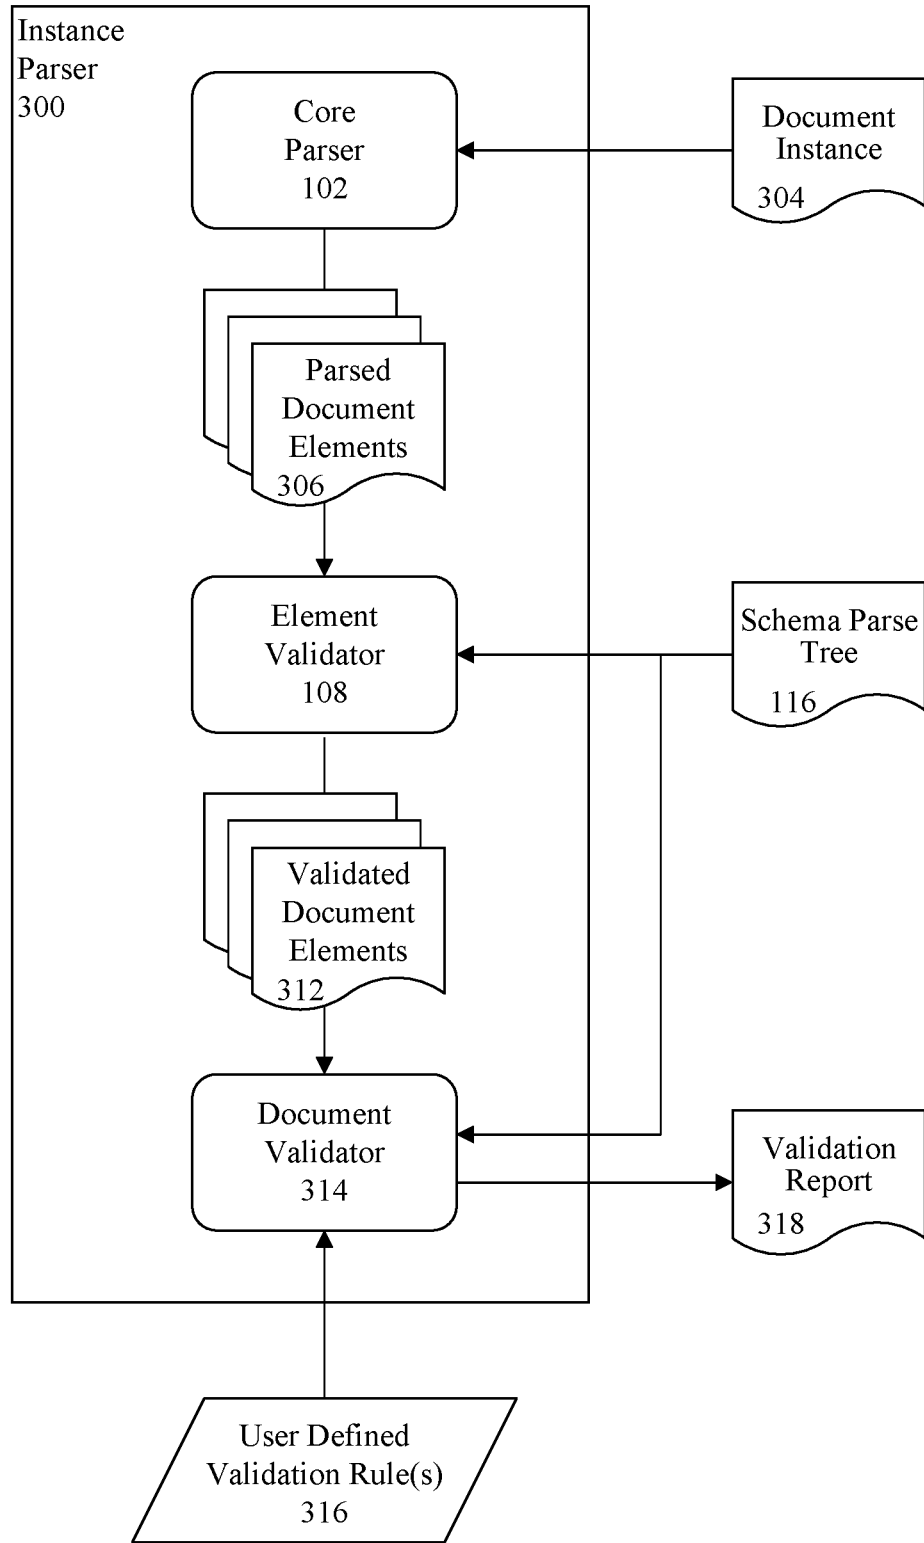 Instance
Parser
300
Core
Parser
102
Document
Instance
304
Parsed
Document
Elements
306
Element
Validator
108
Schema Parse
Tree
116
Validated
Document
Elements
312
Document
Validator
314
Validation
Report
318
User Defined
Validation Rule(s)
316